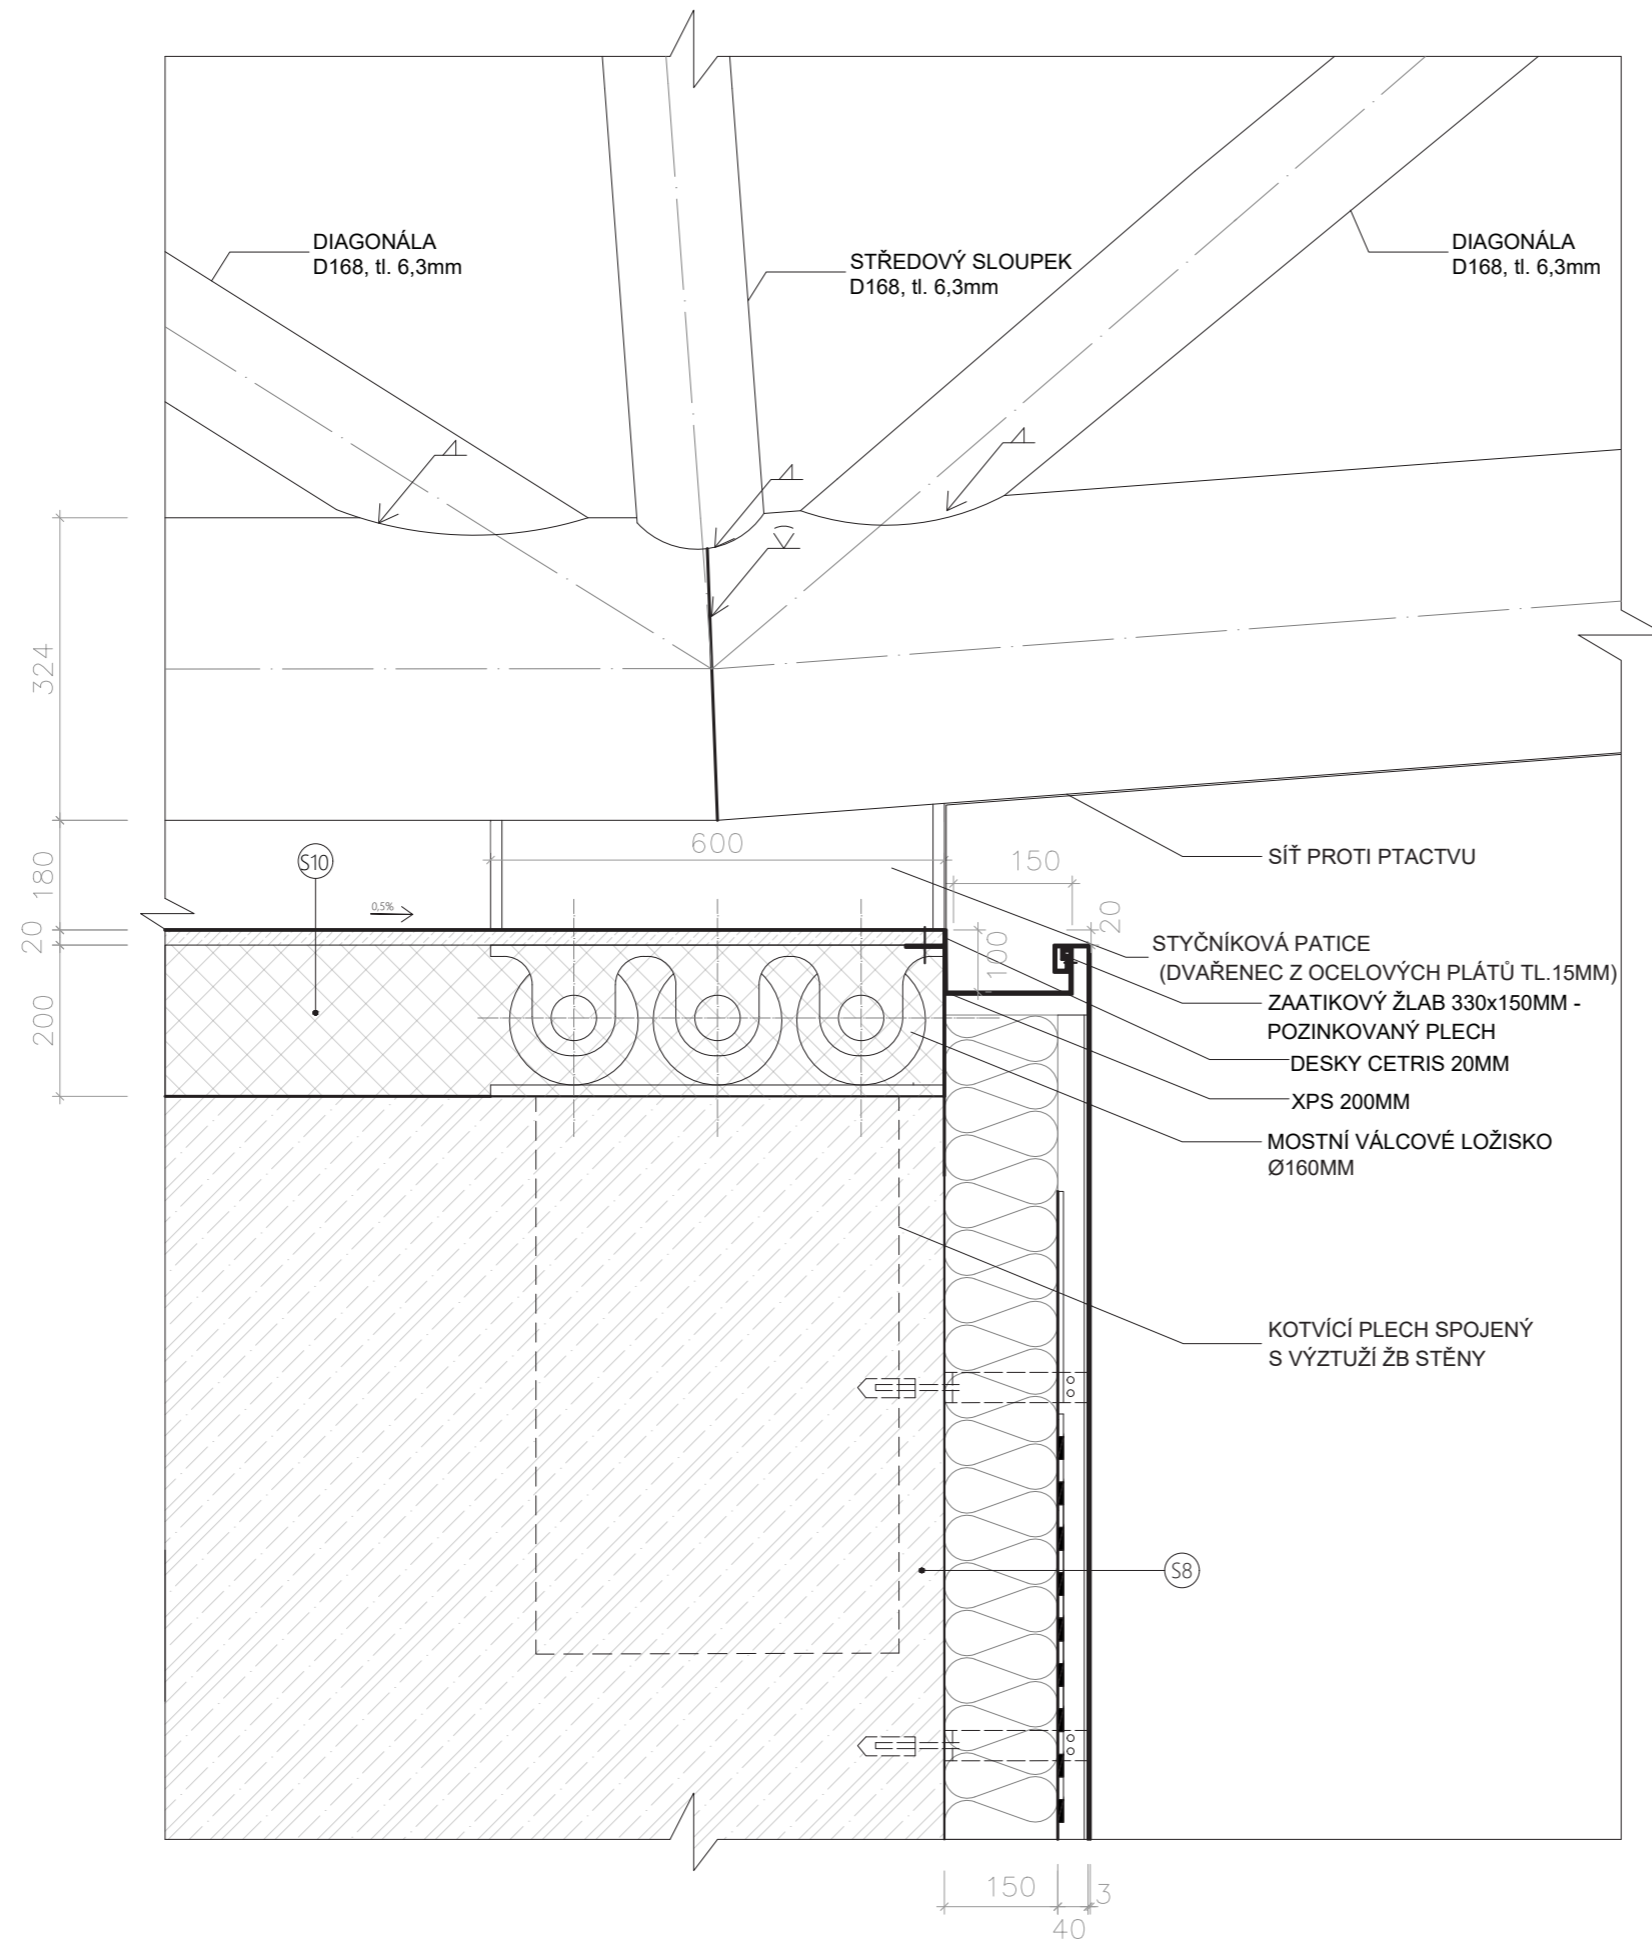 DIAGONÁLA
D168, tl. 6,3mm
STŘEDOVÝ SLOUPEK
D168, tl. 6,3mm
DIAGONÁLA
D168, tl. 6,3mm
324
180
20
200
S10
0,5%
600
150
100
20
SÍŤ PROTI PTACTVU
STYČNÍKOVÁ PATICE
(DVAŘENEC Z OCELOVÝCH PLÁTŮ TL.15MM)
ZAATIKOVÝ ŽLAB 330x150MM -
POZINKOVANÝ PLECH
DESKY CETRIS 20MM
XPS 200MM
MOSTNÍ VÁLCOVÉ LOŽISKO
Ø160MM
KOTVÍCÍ PLECH SPOJENÝ
S VÝZTUŽÍ ŽB STĚNY
S8
150
40
3